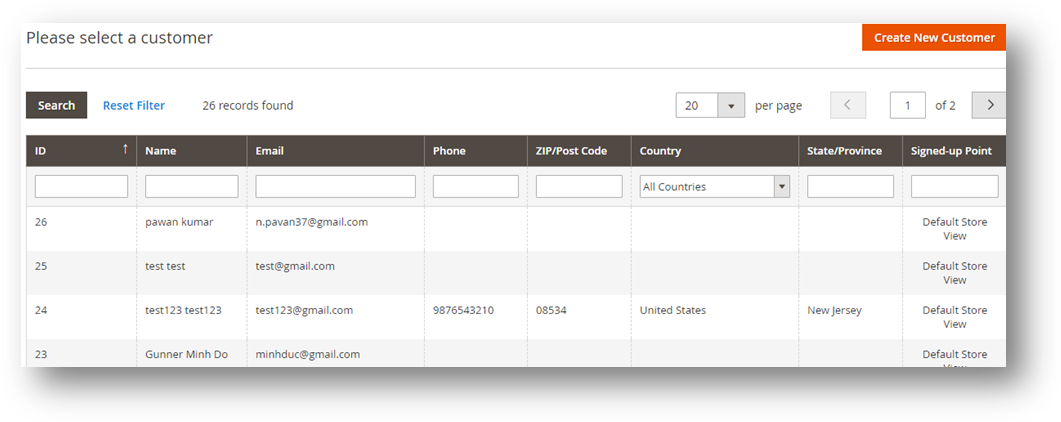 Please select a customer
Create New Customer
Search Reset Filter 26 records found 20 per page 1 of 2
ID ↑ Name Email Phone ZIP/Post Code Country State/Province Signed-up Point
All Countries
26 pawan kumar n.pavan37@gmail.com Default Store
View
25 test test test@gmail.com Default Store
View
24 test123 test123 test123@gmail.com 9876543210 08534 United States New Jersey Default Store
View
23 Gunner Minh Do minhduc@gmail.com Default Store